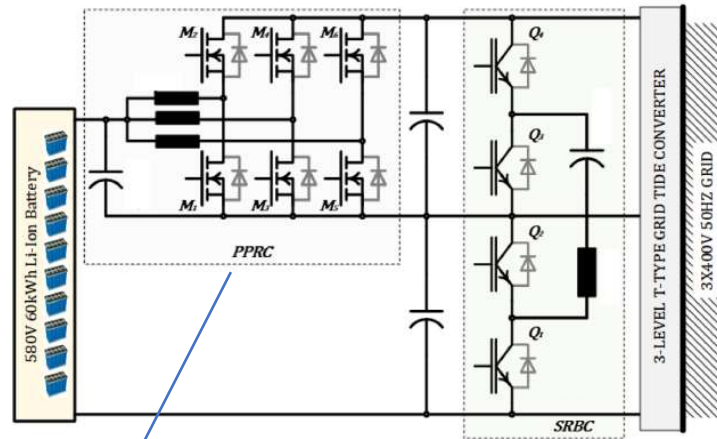 M2
M4
M6
Q4
Q3
M1
M3
M5
PPRC
Q2
Q1
SRBC
580V 60kWh Li-Ion Battery
3-LEVEL T-TYPE GRID TIDE CONVERTER
3X400V 50HZ GRID